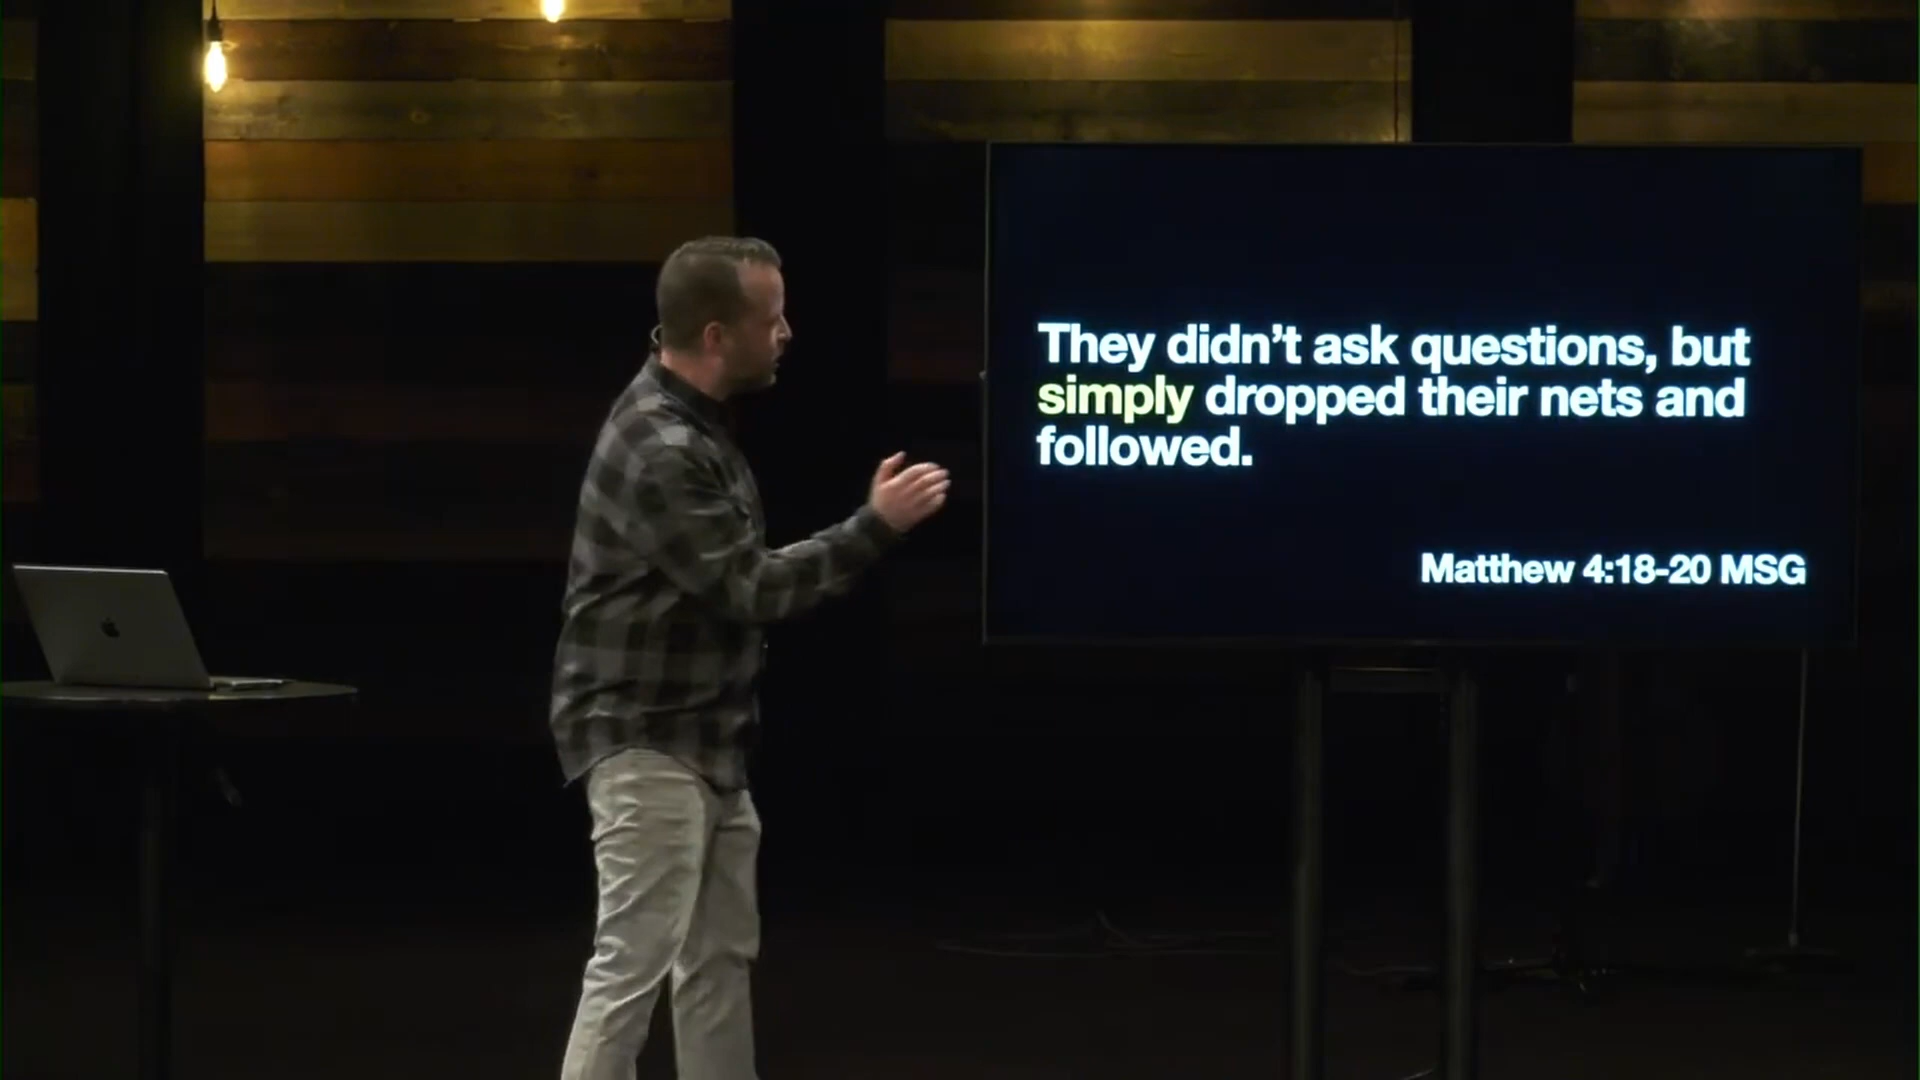 They didn’t ask questions, but
simply dropped their nets and
followed.
Matthew 4:18-20 MSG